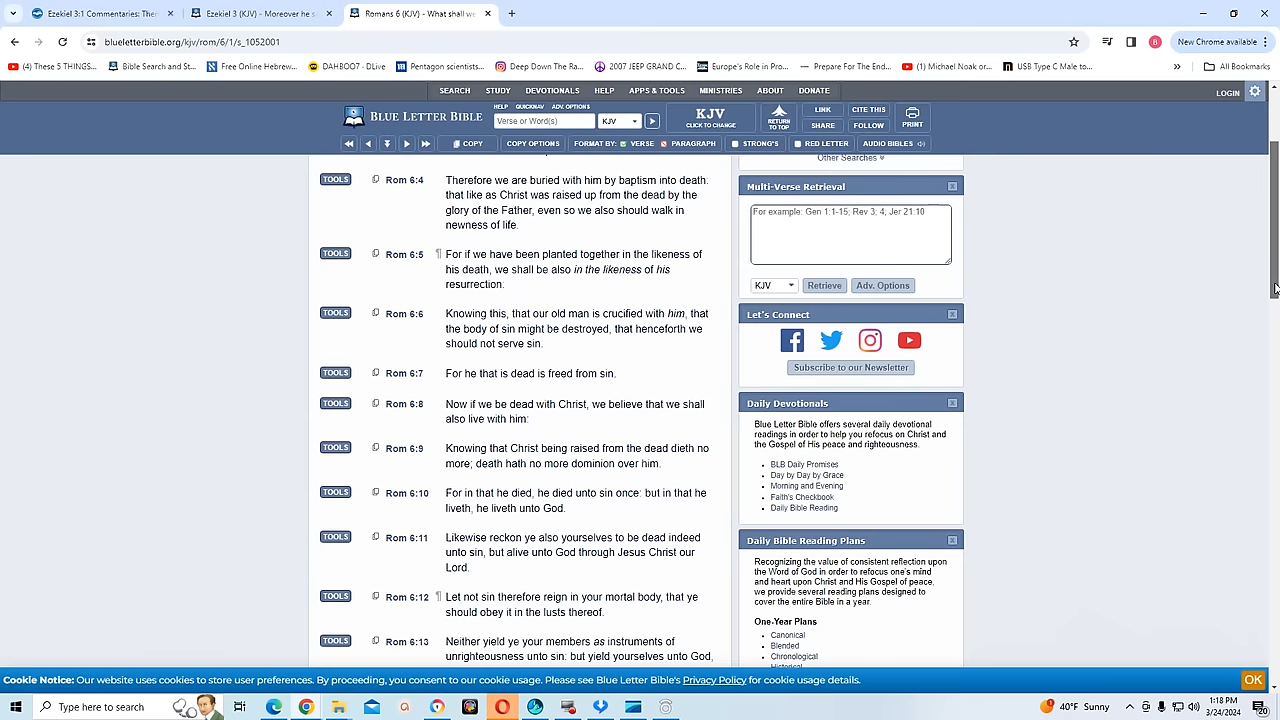 Ezekiel 3:1 Commentaries: The
Ezekiel 3 (KJV) - Moreover he s
Romans 6 (KJV) - What shall we
blueletterbible.org/kjv/rom/6/1/s_1052001
New Chrome available
(4) These 5 THINGS...
Bible Search and St...
Free Online Hebrew...
DAHBOO7 - DLive
Pentagon scientists...
Deep Down The Ra...
2007 JEEP GRAND C...
Europe's Role in Pro...
Prepare For The End...
(1) Michael Noak or...
USB Type C Male to...
All Bookmarks
SEARCH STUDY DEVOTIONALS HELP APPS & TOOLS MINISTRIES ABOUT DONATE
LOGIN
BLUE LETTER BIBLE
HELP QUICKNAV ADV. OPTIONS
Verse or Word(s)
KJV
KJV
CLICK TO CHANGE
RETURN
TO TOP
LINK
CITE THIS
SHARE
FOLLOW
PRINT
COPY COPY OPTIONS FORMAT BY: VERSE PARAGRAPH STRONG'S RED LETTER AUDIO BIBLES
TOOLS Rom 6:4 Therefore we are buried with him by baptism into death:
that like as Christ was raised up from the dead by the
glory of the Father, even so we also should walk in
newness of life.
TOOLS Rom 6:5 ¶ For if we have been planted together in the likeness of
his death, we shall be also in the likeness of his
resurrection:
TOOLS Rom 6:6 Knowing this, that our old man is crucified with him, that
the body of sin might be destroyed, that henceforth we
should not serve sin.
TOOLS Rom 6:7 For he that is dead is freed from sin.
TOOLS Rom 6:8 Now if we be dead with Christ, we believe that we shall
also live with him:
TOOLS Rom 6:9 Knowing that Christ being raised from the dead dieth no
more; death hath no more dominion over him.
TOOLS Rom 6:10 For in that he died, he died unto sin once: but in that he
liveth, he liveth unto God.
TOOLS Rom 6:11 Likewise reckon ye also yourselves to be dead indeed
unto sin, but alive unto God through Jesus Christ our
Lord.
TOOLS Rom 6:12 ¶ Let not sin therefore reign in your mortal body, that ye
should obey it in the lusts thereof.
TOOLS Rom 6:13 Neither yield ye your members as instruments of
unrighteousness unto sin: but yield yourselves unto God,
Other Searches
Multi-Verse Retrieval
For example: Gen 1:1-15; Rev 3; 4; Jer 21:10
KJV Retrieve Adv. Options
Let's Connect
Subscribe to our Newsletter
Daily Devotionals
Blue Letter Bible offers several daily devotional
readings in order to help you refocus on Christ and
the Gospel of His peace and righteousness.
BLB Daily Promises
Day by Day by Grace
Morning and Evening
Faith's Checkbook
Daily Bible Reading
Daily Bible Reading Plans
Recognizing the value of consistent reflection upon
the Word of God in order to refocus one's mind
and heart upon Christ and His Gospel of peace,
we provide several reading plans designed to
cover the entire Bible in a year.
One-Year Plans
Canonical
Blended
Chronological
Historical
Cookie Notice: Our website uses cookies to store user preferences. By proceeding, you consent to our cookie usage. Please see Blue Letter Bible's Privacy Policy for cookie usage details.
OK
Type here to search
40°F Sunny
1:18 PM
3/24/2024
20